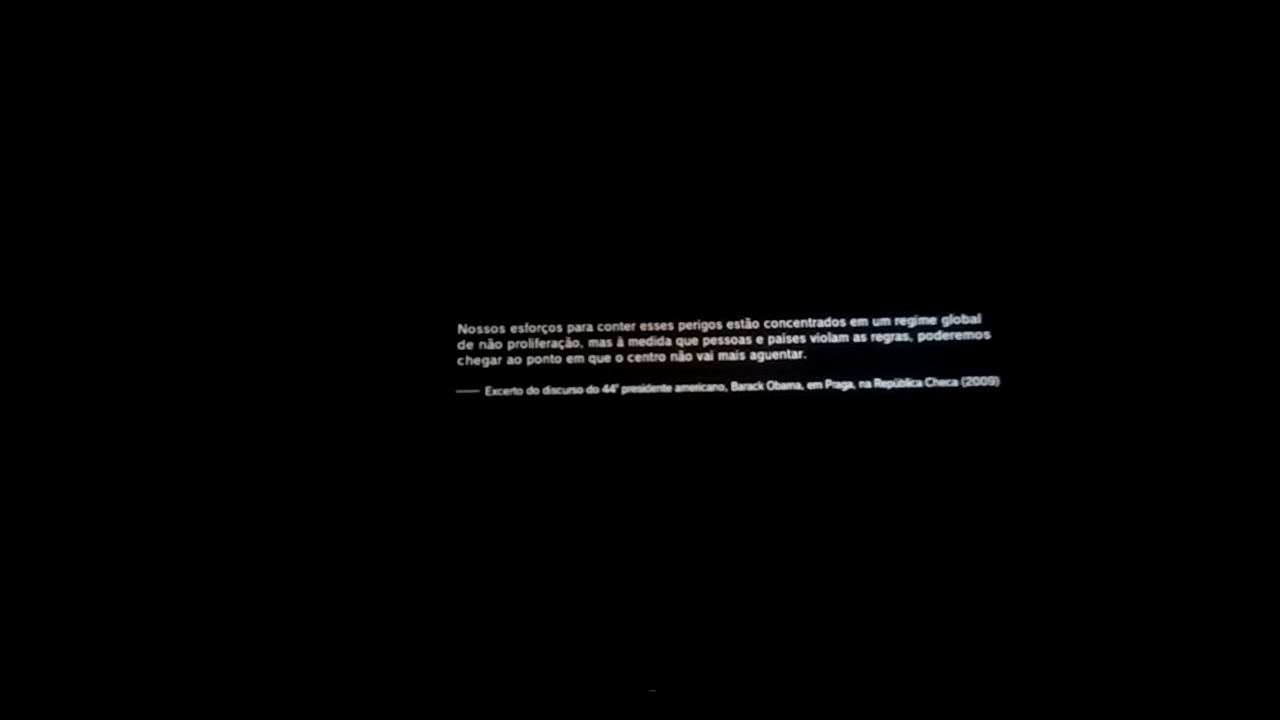 Nossos esforços para conter esses perigos estão concentrados em um regime global
de não proliferação, mas à medida que pessoas e países violam as regras, poderemos
chegar ao ponto em que o centro não vai mais aguentar.
—— Excerto do discurso do 44° presidente americano, Barack Obama, em Praga, na República Checa (2009)